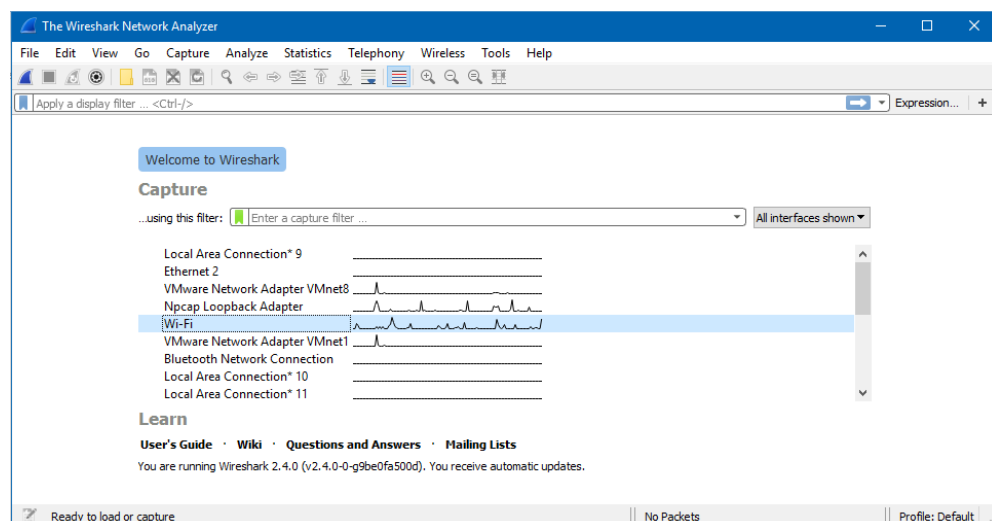 The Wireshark Network Analyzer
File Edit View Go Capture Analyze Statistics Telephony Wireless Tools Help
Apply a display filter ... <Ctrl-/> Expression... +
Welcome to Wireshark
Capture
...using this filter: Enter a capture filter ... All interfaces shown
Local Area Connection* 9
Ethernet 2
VMware Network Adapter VMnet8
Npcap Loopback Adapter
Wi-Fi
VMware Network Adapter VMnet1
Bluetooth Network Connection
Local Area Connection* 10
Local Area Connection* 11
Learn
User's Guide · Wiki · Questions and Answers · Mailing Lists
You are running Wireshark 2.4.0 (v2.4.0-0-g9be0fa500d). You receive automatic updates.
Ready to load or capture No Packets Profile: Default